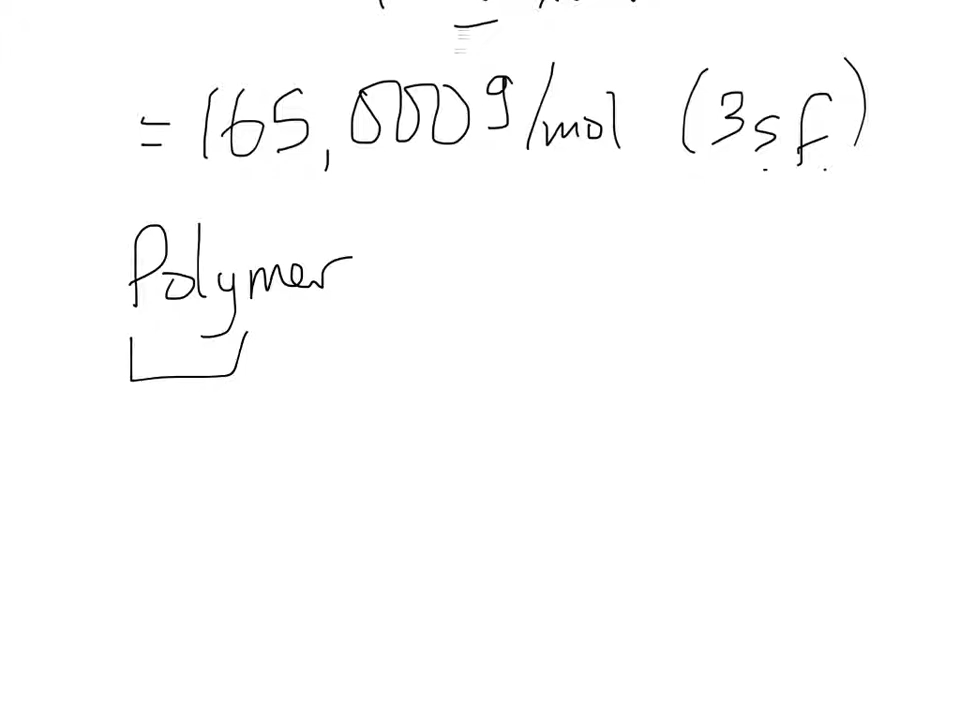 = 165,000 g/mol (3sf)
Polymer